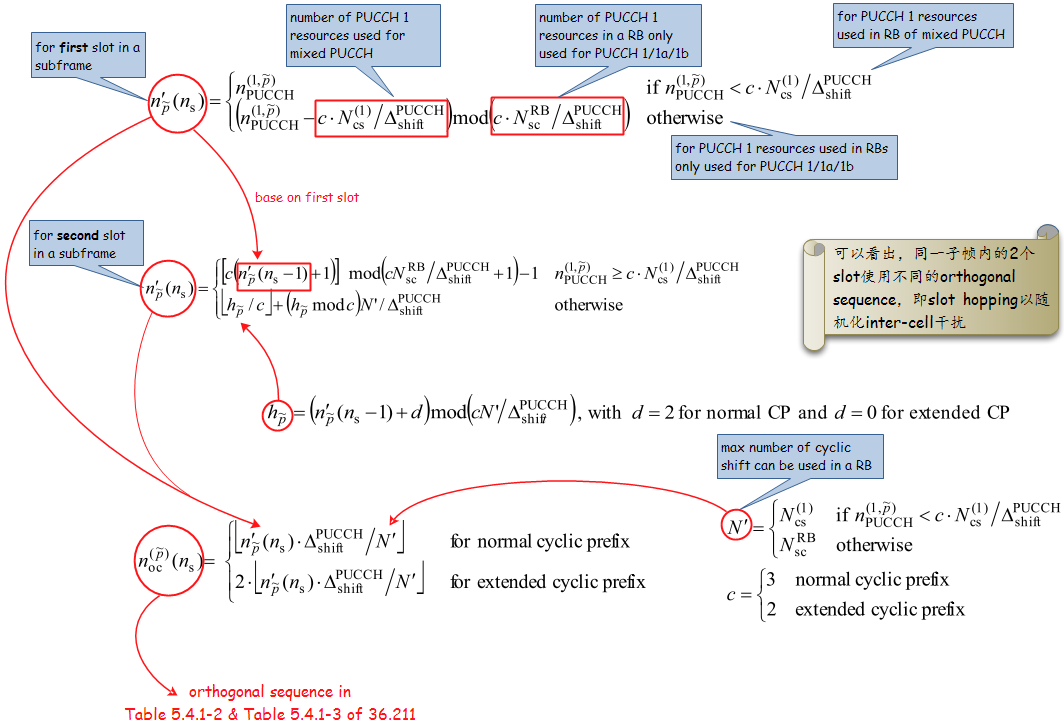 number of PUCCH 1
resources used for
mixed PUCCH
number of PUCCH 1
resources in a RB only
used for PUCCH 1/1a/1b
for PUCCH 1 resources
used in RB of mixed PUCCH
for first slot in a
subframe
n′_p̃(n_s) = { n_PUCCH^(1,p̃)    if n_PUCCH^(1,p̃) < c · N_cs^(1) / Δ_shift^PUCCH
(n_PUCCH^(1,p̃) − c · N_cs^(1) / Δ_shift^PUCCH) mod (c · N_sc^RB / Δ_shift^PUCCH)    otherwise
for PUCCH 1 resources used in RBs
only used for PUCCH 1/1a/1b
base on first slot
for second slot
in a subframe
n′_p̃(n_s) = { [c(n′_p̃(n_s − 1) + 1)] mod (cN_sc^RB / Δ_shift^PUCCH + 1) − 1    n_PUCCH^(1,p̃) ≥ c · N_cs^(1) / Δ_shift^PUCCH
⌊h_p̃ / c⌋ + (h_p̃ mod c)N′ / Δ_shift^PUCCH    otherwise
可以看出，同一子帧内的2个
slot使用不同的orthogonal
sequence，即slot hopping以随
机化inter-cell干扰
h_p̃ = (n′_p̃(n_s − 1) + d) mod (cN′ / Δ_shift^PUCCH), with d = 2 for normal CP and d = 0 for extended CP
max number of cyclic
shift can be used in a RB
N′ = { N_cs^(1)    if n_PUCCH^(1,p̃) < c · N_cs^(1) / Δ_shift^PUCCH
N_sc^RB    otherwise
n_oc^(p̃)(n_s) = { ⌊n′_p̃(n_s) · Δ_shift^PUCCH / N′⌋    for normal cyclic prefix
2 · ⌊n′_p̃(n_s) · Δ_shift^PUCCH / N′⌋    for extended cyclic prefix
c = { 3    normal cyclic prefix
2    extended cyclic prefix
orthogonal sequence in
Table 5.4.1-2 & Table 5.4.1-3 of 36.211